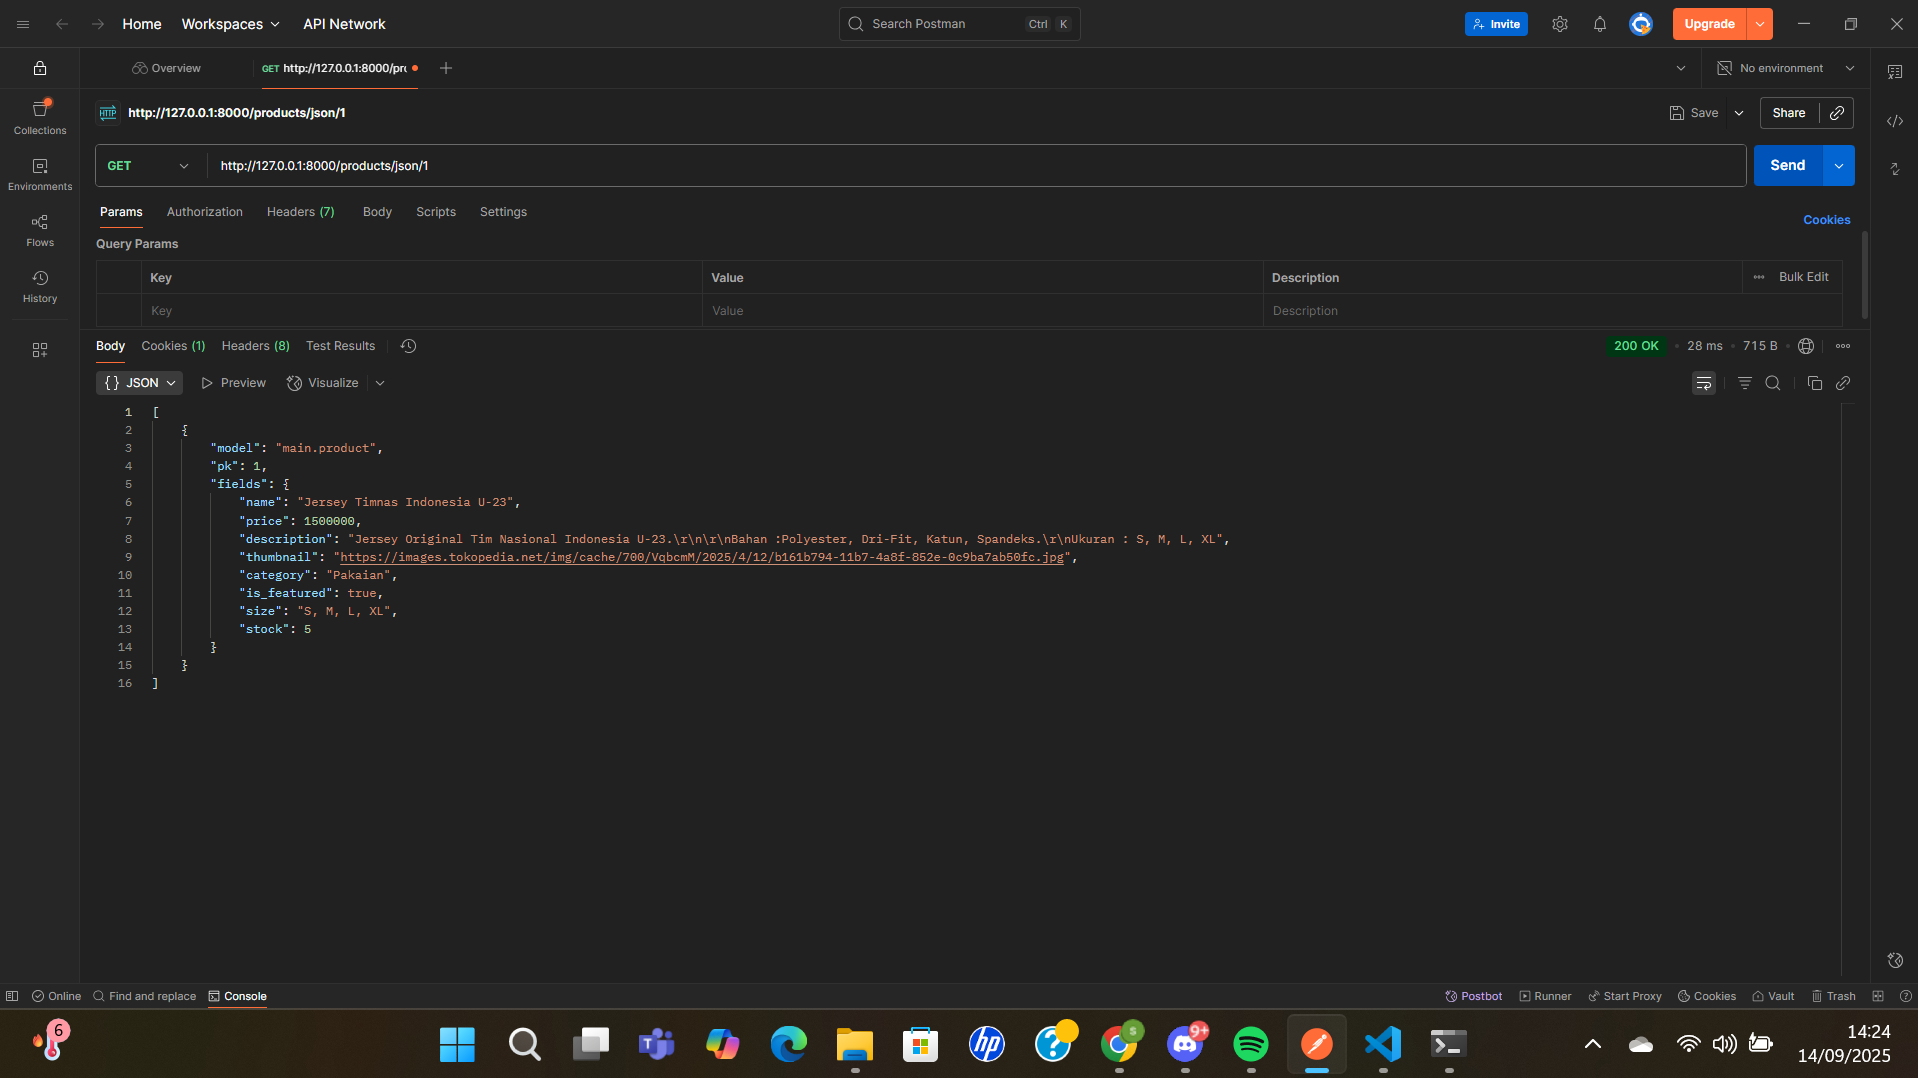 Home Workspaces API Network Search Postman Ctrl K Invite Upgrade
Overview GET http://127.0.0.1:8000/pr No environment
HTTP http://127.0.0.1:8000/products/json/1 Save Share
GET http://127.0.0.1:8000/products/json/1 Send
Params Authorization Headers (7) Body Scripts Settings Cookies
Collections
Environments
Flows
History
Query Params
Key Value Description Bulk Edit
Key Value Description
Body Cookies (1) Headers (8) Test Results 200 OK 28 ms 715 B
{} JSON Preview Visualize
1 [
2 {
3 "model": "main.product",
4 "pk": 1,
5 "fields": {
6 "name": "Jersey Timnas Indonesia U-23",
7 "price": 1500000,
8 "description": "Jersey Original Tim Nasional Indonesia U-23.\r\n\r\nBahan :Polyester, Dri-Fit, Katun, Spandeks.\r\nUkuran : S, M, L, XL",
9 "thumbnail": "https://images.tokopedia.net/img/cache/700/VqbcmM/2025/4/12/b161b794-11b7-4a8f-852e-0c9ba7ab50fc.jpg",
10 "category": "Pakaian",
11 "is_featured": true,
12 "size": "S, M, L, XL",
13 "stock": 5
14 }
15 }
16 ]
Online Find and replace Console Postbot Runner Start Proxy Cookies Vault Trash
6 hp S 9+ 14:24
14/09/2025